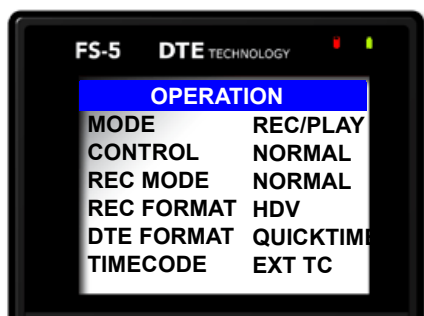 FS-5 DTE TECHNOLOGY
OPERATION
MODE REC/PLAY
CONTROL NORMAL
REC MODE NORMAL
REC FORMAT HDV
DTE FORMAT QUICKTIME
TIMECODE EXT TC